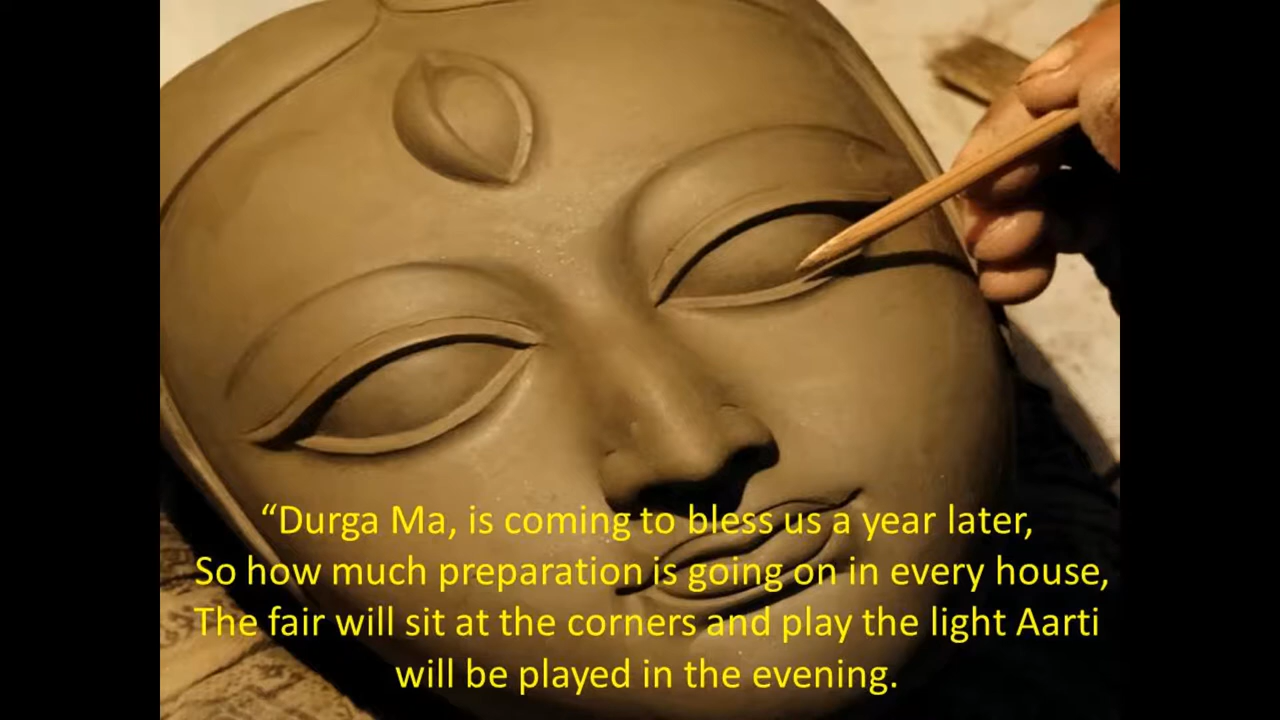 “Durga Ma, is coming to bless us a year later,
So how much preparation is going on in every house,
The fair will sit at the corners and play the light Aarti
will be played in the evening.